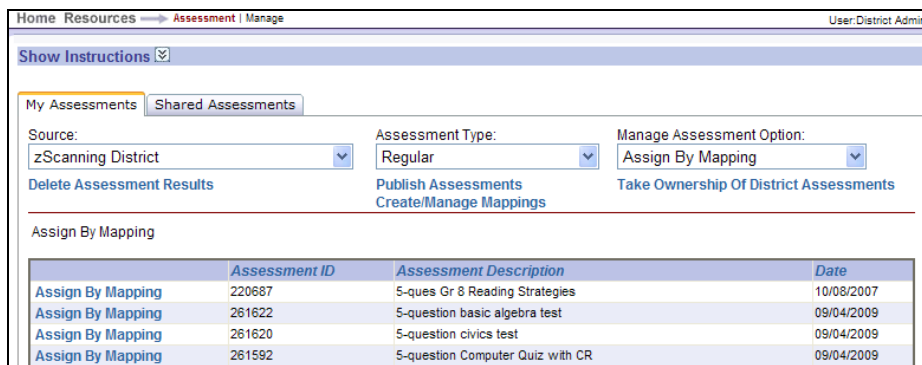 Home Resources Assessment | Manage User:District Admi
Show Instructions
My Assessments Shared Assessments
Source: Assessment Type: Manage Assessment Option:
zScanning District Regular Assign By Mapping
Delete Assessment Results Publish Assessments Take Ownership Of District Assessments
Create/Manage Mappings
Assign By Mapping
Assessment ID Assessment Description Date
Assign By Mapping 220687 5-ques Gr 8 Reading Strategies 10/08/2007
Assign By Mapping 261622 5-question basic algebra test 09/04/2009
Assign By Mapping 261620 5-question civics test 09/04/2009
Assign By Mapping 261592 5-question Computer Quiz with CR 09/04/2009